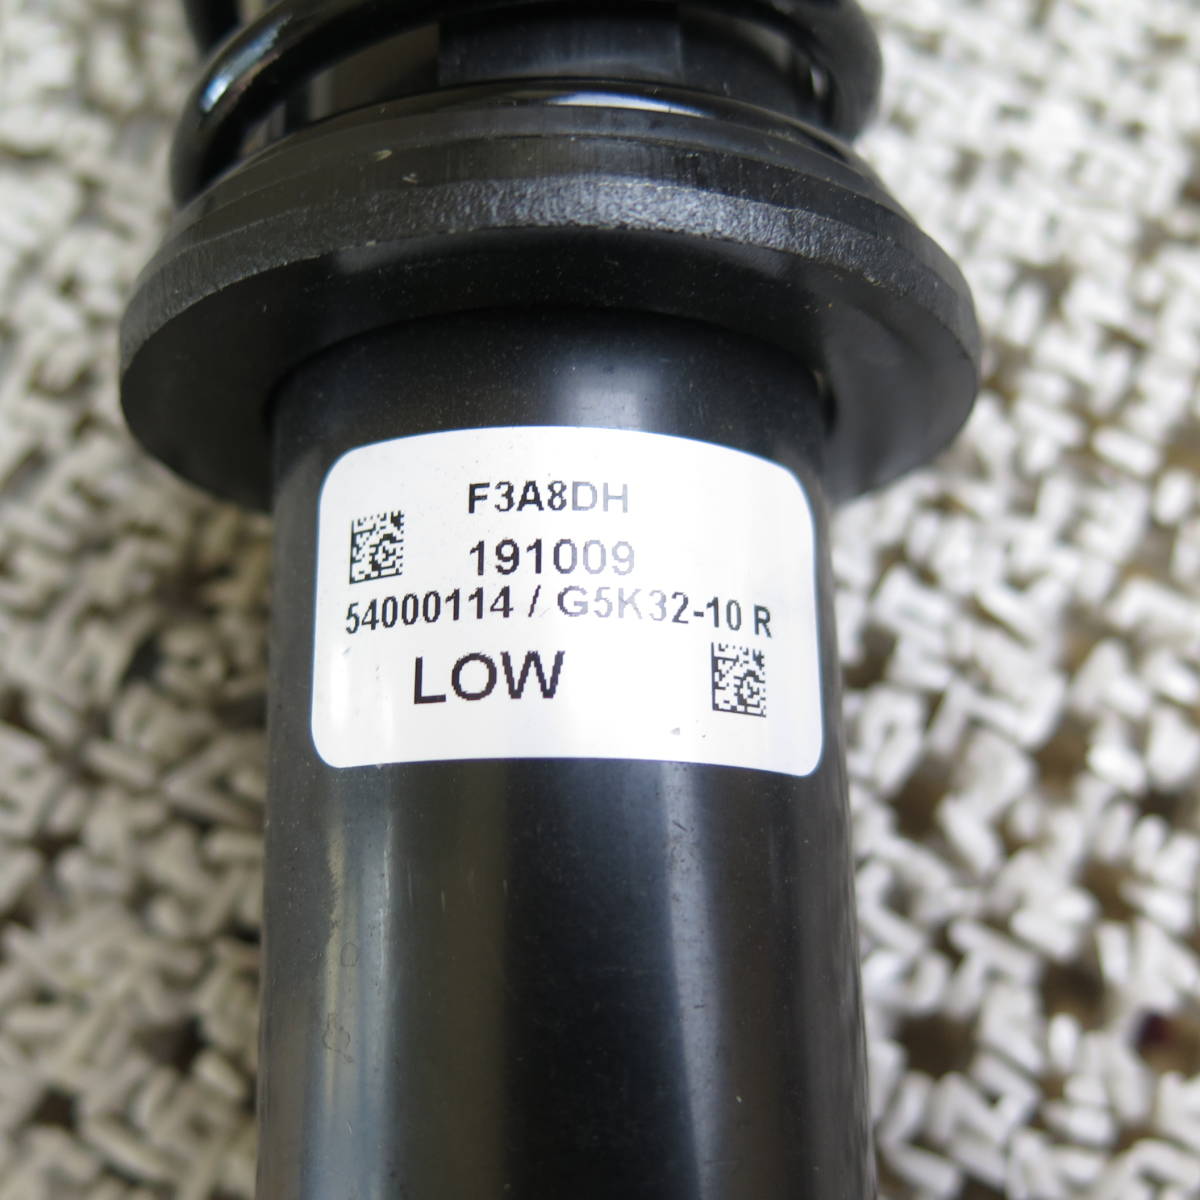 F3A8DH
191009
54000114 / G5K32-10 R
LOW